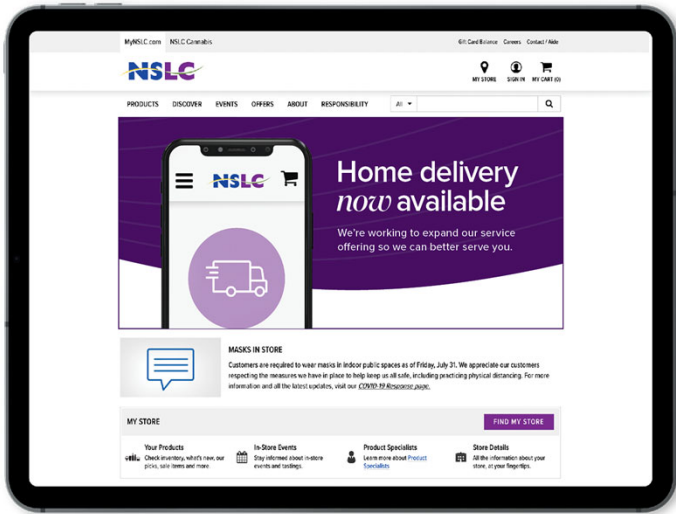 MyNSLC.com NSLC Cannabis Gift Card Balance Careers Contact / Aide
NSLC
MY STORE SIGN IN MY CART (0)
PRODUCTS DISCOVER EVENTS OFFERS ABOUT RESPONSIBILITY All
NSLC
Home delivery
now available
We're working to expand our service
offering so we can better serve you.
MASKS IN STORE
Customers are required to wear masks in indoor public spaces as of Friday, July 31. We appreciate our customers
respecting the measures we have in place to help keep us all safe, including practicing physical distancing. For more
information and all the latest updates, visit our COVID-19 Response page.
MY STORE FIND MY STORE
Your Products In-Store Events Product Specialists Store Details
Check inventory, what's new, our Stay informed about in-store Learn more about Product All the information about your
picks, sale items and more. events and tastings. Specialists store, at your fingertips.